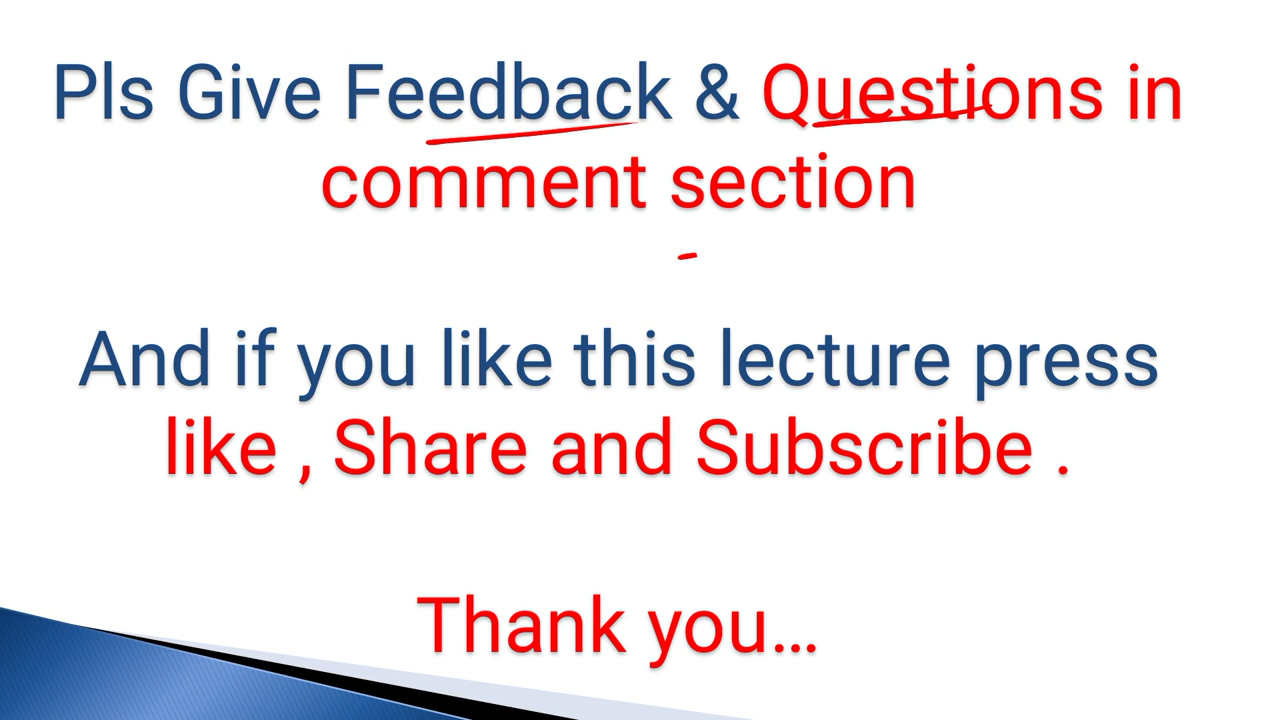 Pls Give Feedback & Questions in
comment section
And if you like this lecture press
like , Share and Subscribe .
Thank you...